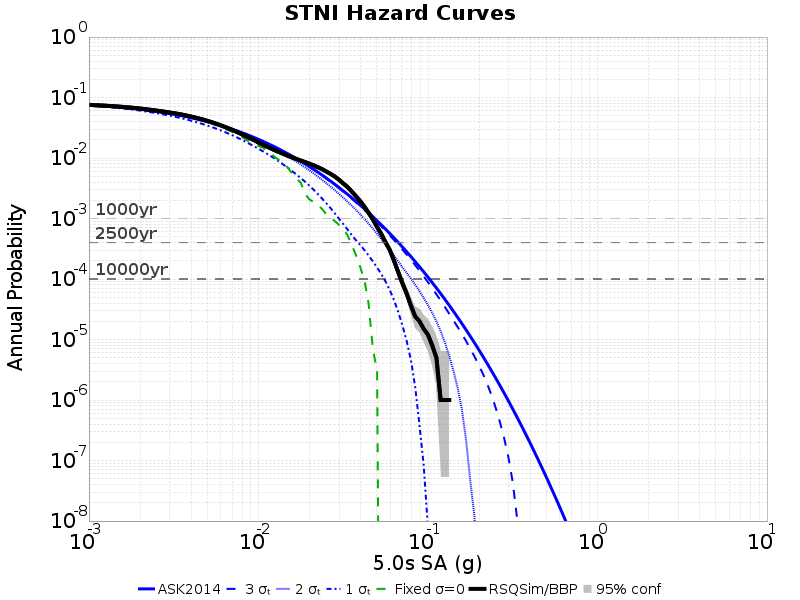 STNI Hazard Curves
Annual Probability
10^0
10^-1
10^-2
10^-3
10^-4
10^-5
10^-6
10^-7
10^-8
1000yr
2500yr
10000yr
10^-3 10^-2 10^-1 10^0 10^1
5.0s SA (g)
ASK2014 3 σₜ 2 σₜ 1 σₜ Fixed σ=0 RSQSim/BBP 95% conf